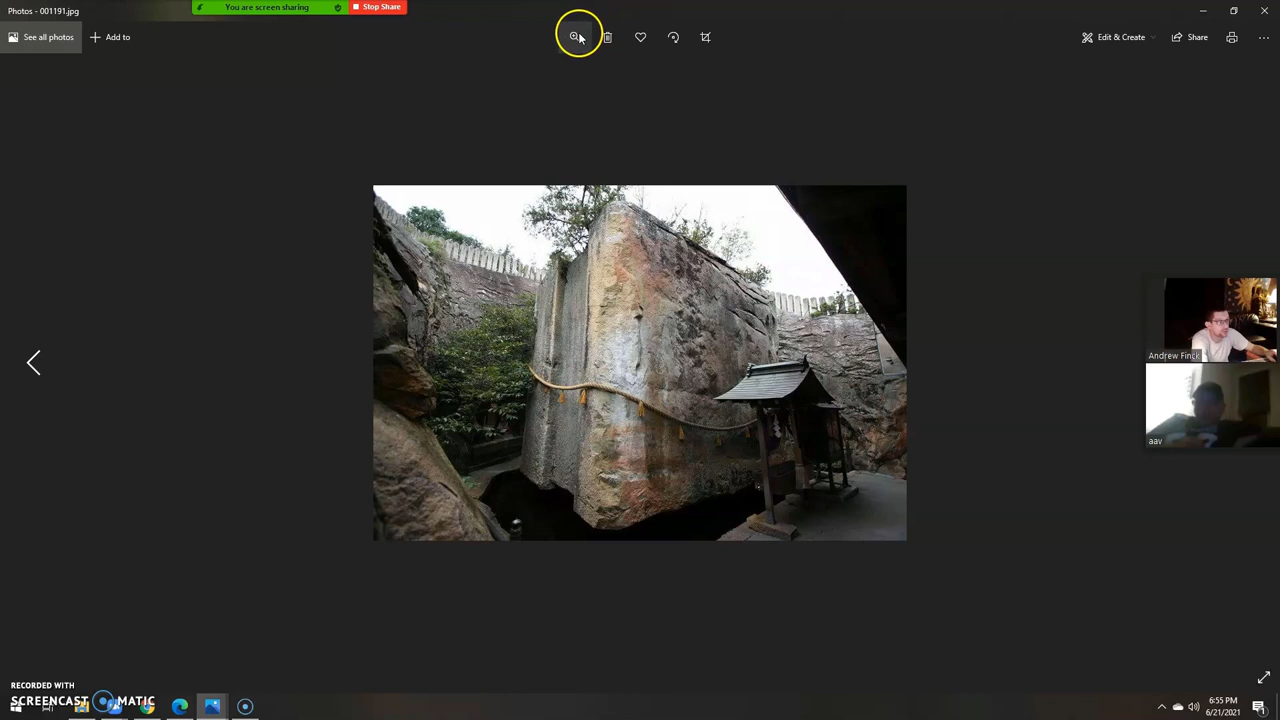 Photos - 001191.jpg
You are screen sharing
Stop Share
See all photos
Add to
Edit & Create
Share
Andrew Finck
aav
RECORDED WITH
SCREENCAST MATIC
6:55 PM
6/21/2021